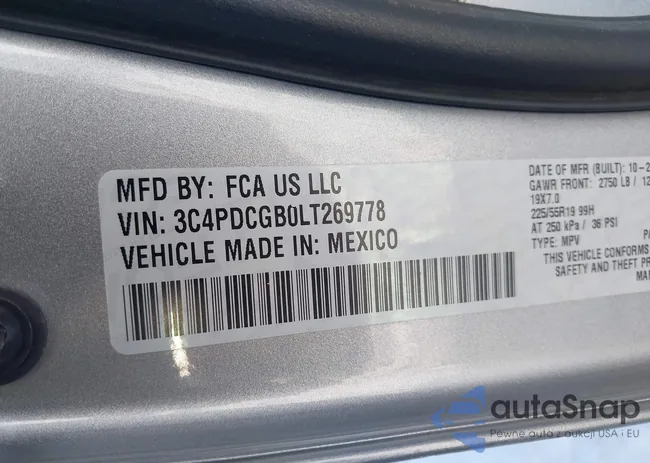 MFD BY: FCA US LLC
VIN: 3C4PDCGB0LT269778
VEHICLE MADE IN: MEXICO
DATE OF MFR (BUILT): 10-2
GAWR FRONT: 2750 LB / 12
19X7.0
225/55R19 99H
AT 250 kPa / 36 PSI
TYPE: MPV
THIS VEHICLE CONFORMS
SAFETY AND THEFT PR
MAN
autaSnap
Pewne auto z aukcji USA i EU